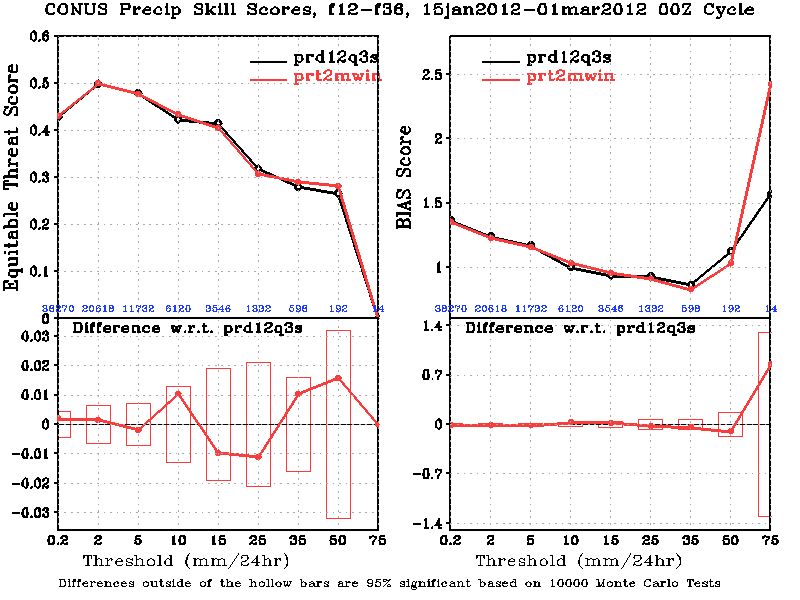 CONUS Precip Skill Scores, f12-f36, 15jan2012-01mar2012 00Z Cycle
Equitable Threat Score
0.6
0.5
0.4
0.3
0.2
0.1
0
prd12q3s
prt2mwin
20618 11732 6120 3546 1332 598 192 14
Difference w.r.t. prd12q3s
0.03
0.02
0.01
0
-0.01
-0.02
-0.03
0.2 2 5 10 15 25 35 50 75
Threshold (mm/24hr)
BIAS Score
2.5
2
1.5
1
prd12q3s
prt2mwin
20618 11732 6120 3546 1332 598 192 14
Difference w.r.t. prd12q3s
1.4
0.7
0
-0.7
-1.4
0.2 2 5 10 15 25 35 50 75
Threshold (mm/24hr)
Differences outside of the hollow bars are 95% significant based on 10000 Monte Carlo Tests